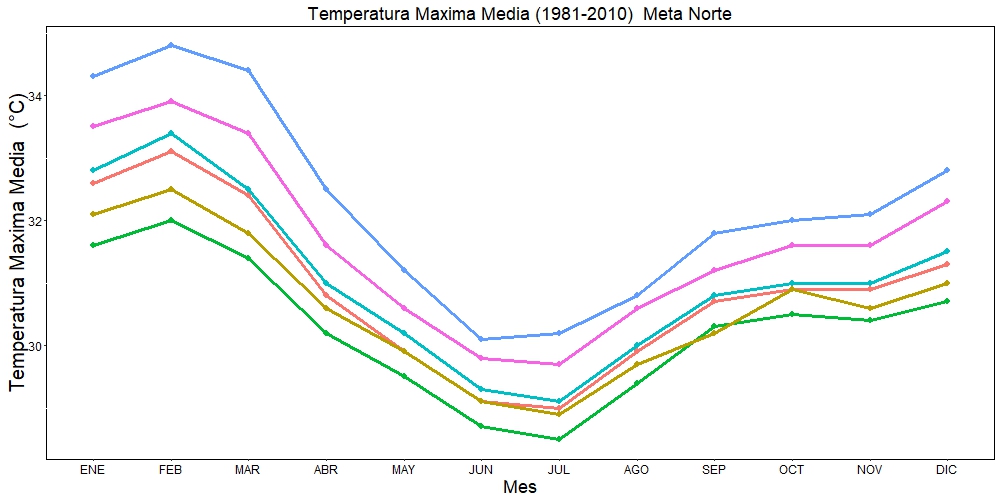 Temperatura Maxima Media (1981-2010)  Meta Norte
Temperatura Maxima Media  (°C)
34
32
30
ENE FEB MAR ABR MAY JUN JUL AGO SEP OCT NOV DIC
Mes